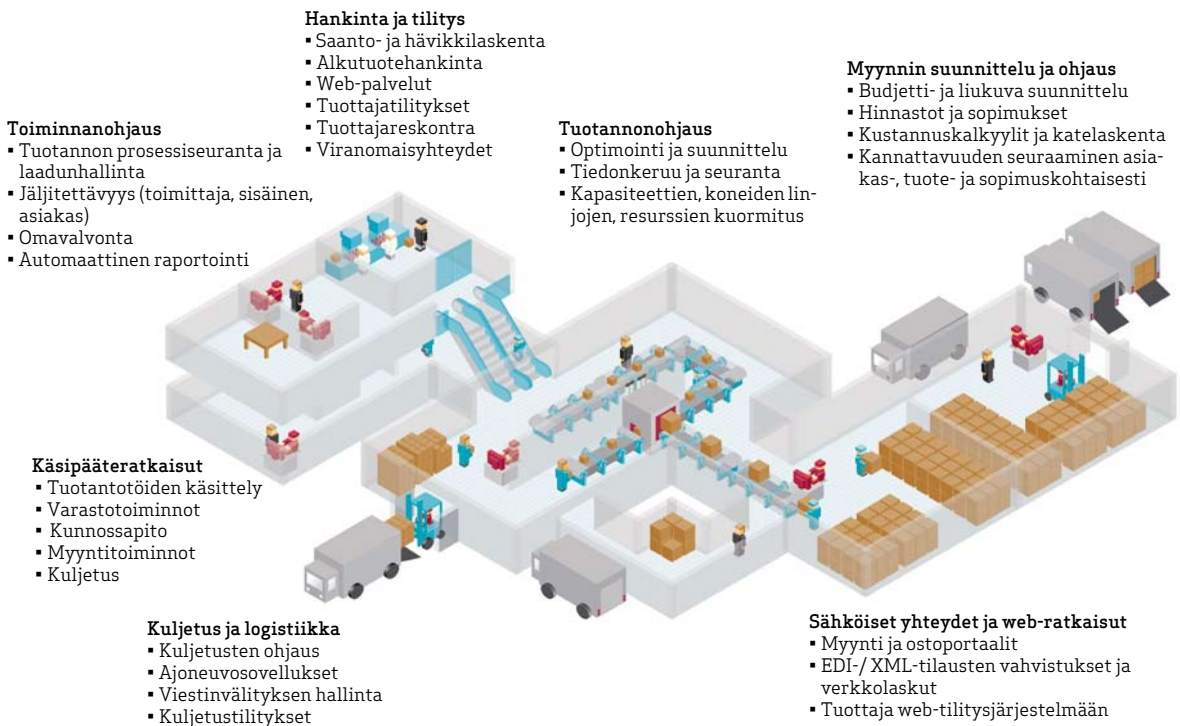 Hankinta ja tilitys
▪ Saanto- ja hävikkilaskenta
▪ Alkutuotehankinta
▪ Web-palvelut
▪ Tuottajatilitykset
▪ Tuottajareskontra
▪ Viranomaisyhteydet
Myynnin suunnittelu ja ohjaus
▪ Budjetti- ja liukuva suunnittelu
▪ Hinnastot ja sopimukset
▪ Kustannuskalkyylit ja katelaskenta
▪ Kannattavuuden seuraaminen asia-
kas-, tuote- ja sopimuskohtaisesti
Toiminnanohjaus
▪ Tuotannon prosessiseuranta ja
laadunhallinta
▪ Jäljitettävyys (toimittaja, sisäinen,
asiakas)
▪ Omavalvonta
▪ Automaattinen raportointi
Tuotannonohjaus
▪ Optimointi ja suunnittelu
▪ Tiedonkeruu ja seuranta
▪ Kapasiteettien, koneiden lin-
jojen, resurssien kuormitus
Käsipääteratkaisut
▪ Tuotantotöiden käsittely
▪ Varastotoiminnot
▪ Kunnossapito
▪ Myyntitoiminnot
▪ Kuljetus
Kuljetus ja logistiikka
▪ Kuljetusten ohjaus
▪ Ajoneuvosovellukset
▪ Viestinvälityksen hallinta
▪ Kuljetustilitykset
Sähköiset yhteydet ja web-ratkaisut
▪ Myynti ja ostoportaalit
▪ EDI-/ XML-tilausten vahvistukset ja
verkkolaskut
▪ Tuottaja web-tilitysjärjestelmään